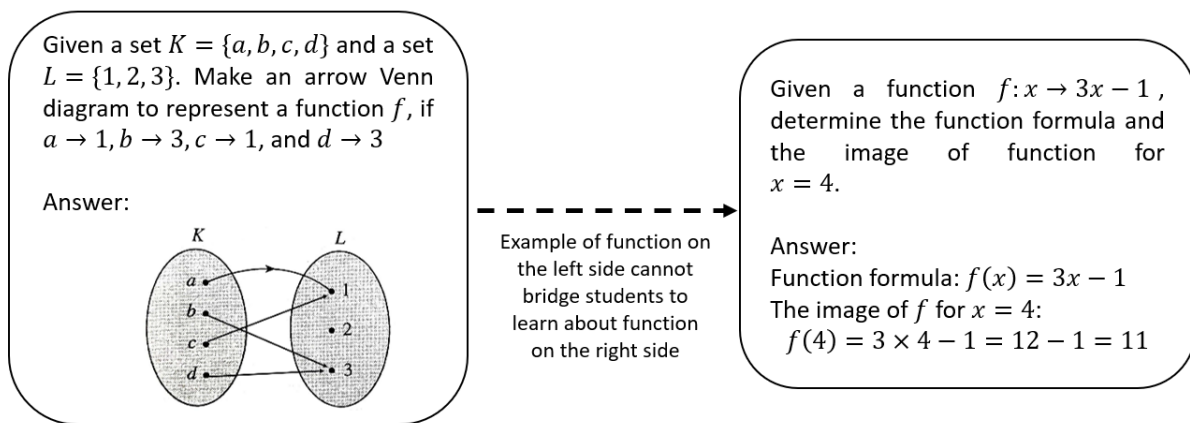 Given a set K = {a, b, c, d} and a set
L = {1, 2, 3}. Make an arrow Venn
diagram to represent a function f, if
a → 1, b → 3, c → 1, and d → 3
Answer:
K L
a
b
c
d
1
2
3
Example of function on
the left side cannot
bridge students to
learn about function
on the right side
Given a function f: x → 3x − 1 ,
determine the function formula and
the image of function for
x = 4.
Answer:
Function formula: f(x) = 3x − 1
The image of f for x = 4:
f(4) = 3 × 4 − 1 = 12 − 1 = 11